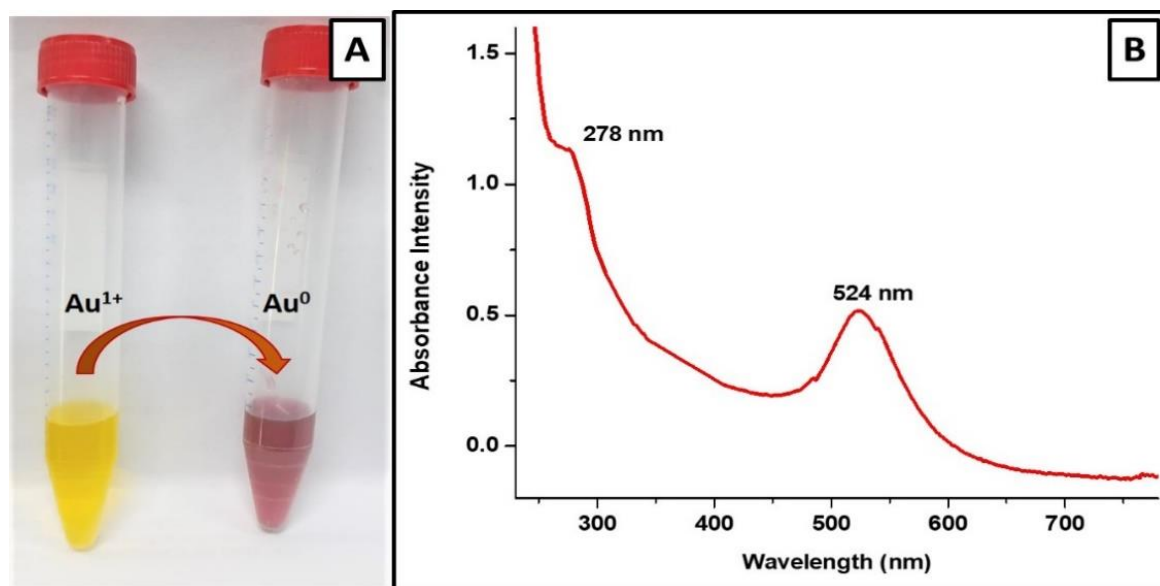 A
Au¹⁺
Au⁰
B
Absorbance Intensity
1.5
1.0
0.5
0.0
278 nm
524 nm
300
400
500
600
700
Wavelength (nm)